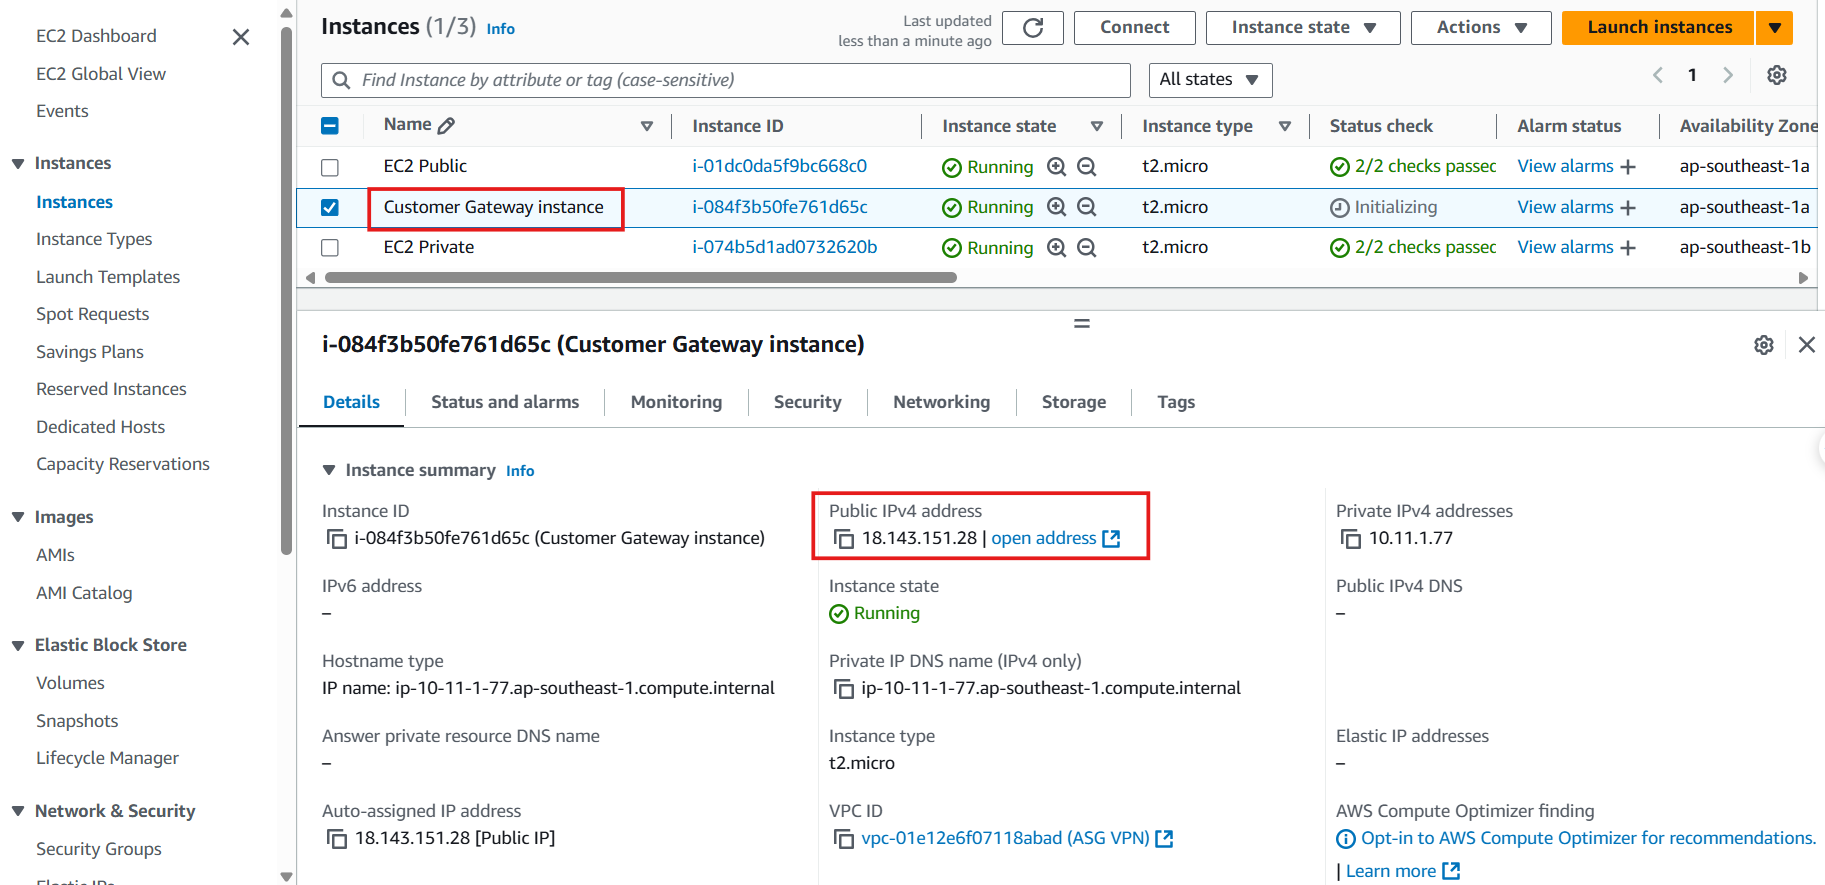 EC2 Dashboard
EC2 Global View
Events
Instances
Instances
Instance Types
Launch Templates
Spot Requests
Savings Plans
Reserved Instances
Dedicated Hosts
Capacity Reservations
Images
AMIs
AMI Catalog
Elastic Block Store
Volumes
Snapshots
Lifecycle Manager
Network & Security
Security Groups
Elastic IPs
Instances (1/3) Info
Last updated
less than a minute ago
Connect
Instance state
Actions
Launch instances
Find Instance by attribute or tag (case-sensitive)
All states
1
Name Instance ID Instance state Instance type Status check Alarm status Availability Zone
EC2 Public i-01dc0da5f9bc668c0 Running t2.micro 2/2 checks passed View alarms + ap-southeast-1a
Customer Gateway instance i-084f3b50fe761d65c Running t2.micro Initializing View alarms + ap-southeast-1a
EC2 Private i-074b5d1ad0732620b Running t2.micro 2/2 checks passed View alarms + ap-southeast-1b
i-084f3b50fe761d65c (Customer Gateway instance)
Details Status and alarms Monitoring Security Networking Storage Tags
Instance summary Info
Instance ID
i-084f3b50fe761d65c (Customer Gateway instance)
Public IPv4 address
18.143.151.28 | open address
Private IPv4 addresses
10.11.1.77
IPv6 address
–
Instance state
Running
Public IPv4 DNS
–
Hostname type
IP name: ip-10-11-1-77.ap-southeast-1.compute.internal
Private IP DNS name (IPv4 only)
ip-10-11-1-77.ap-southeast-1.compute.internal
Answer private resource DNS name
–
Instance type
t2.micro
Elastic IP addresses
–
Auto-assigned IP address
18.143.151.28 [Public IP]
VPC ID
vpc-01e12e6f07118abad (ASG VPN)
AWS Compute Optimizer finding
Opt-in to AWS Compute Optimizer for recommendations.
| Learn more